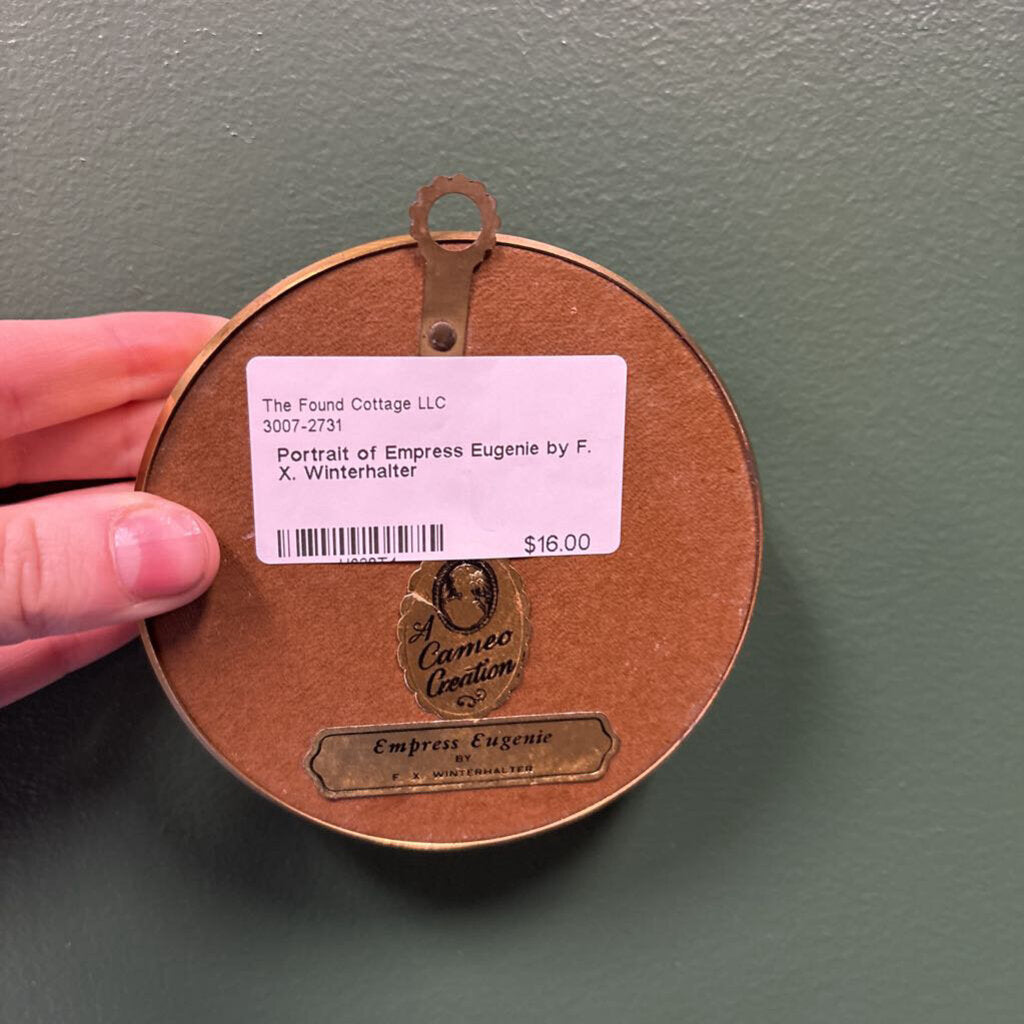 The Found Cottage LLC
3007-2731
Portrait of Empress Eugenie by F.
X. Winterhalter
$16.00
A
Cameo
Creation
Empress Eugenie
BY
F. X. WINTERHALTER